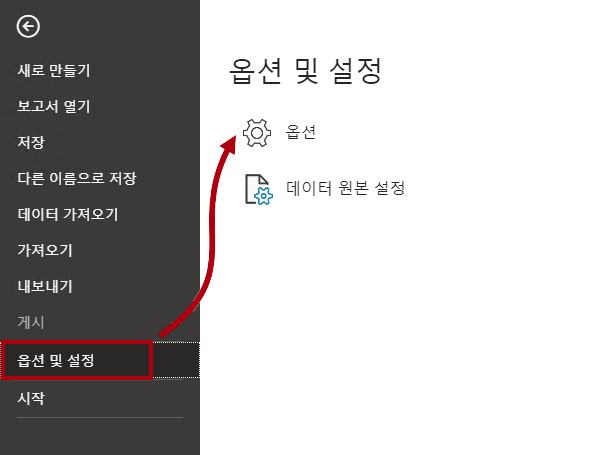 새로 만들기
보고서 열기
저장
다른 이름으로 저장
데이터 가져오기
가져오기
내보내기
게시
옵션 및 설정
시작
옵션 및 설정
옵션
데이터 원본 설정